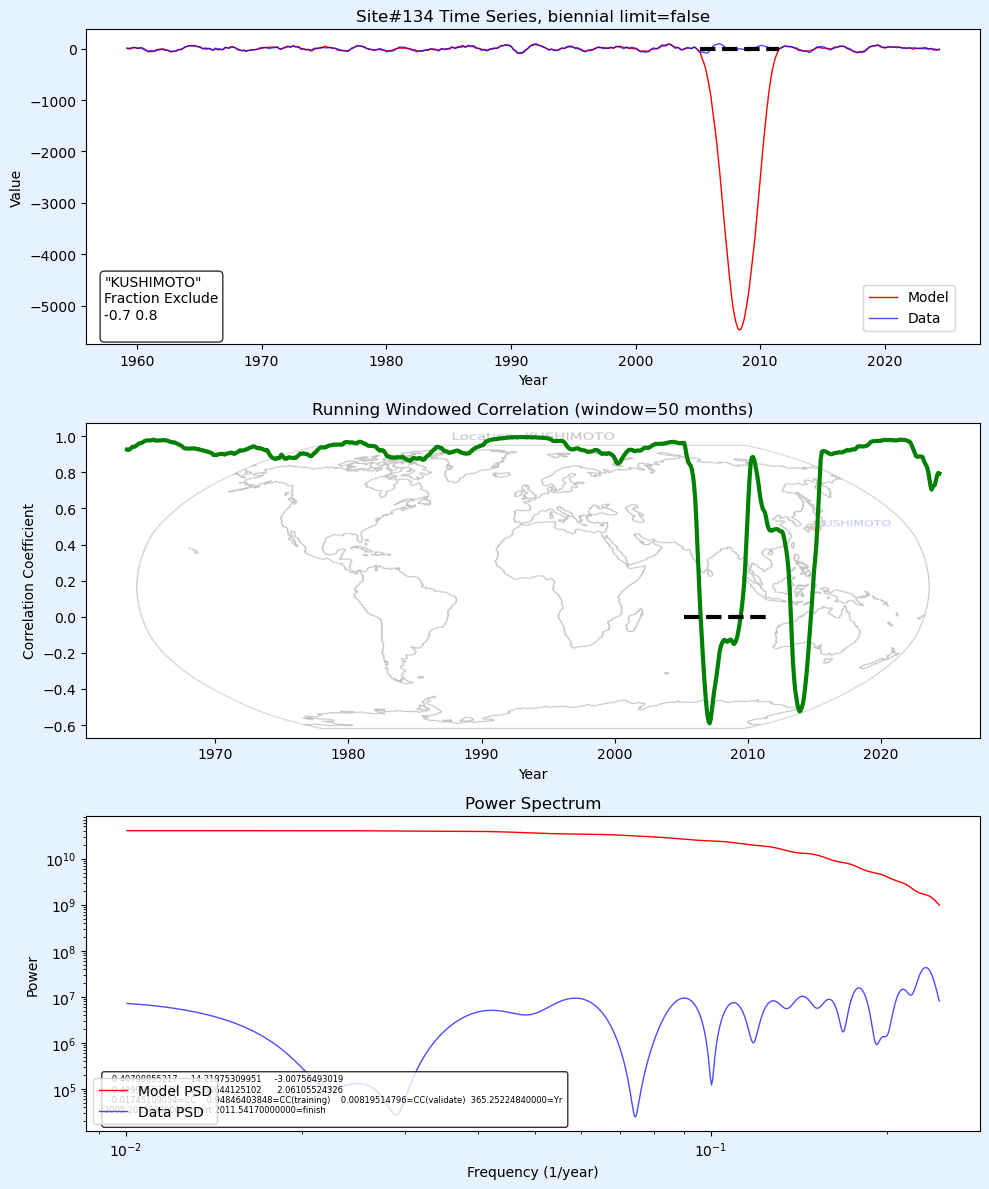 Site#134 Time Series, biennial limit=false
0
−1000
−2000
−3000
−4000
−5000
Value
"KUSHIMOTO"
Fraction Exclude
-0.7 0.8
Model
Data
1960 1970 1980 1990 2000 2010 2020
Year
Running Windowed Correlation (window=50 months)
KUSHIMOTO
1.0
0.8
0.6
0.4
0.2
0.0
−0.2
−0.4
−0.6
Correlation Coefficient
KUSHIMOTO
1970 1980 1990 2000 2010 2020
Year
Power Spectrum
10^10
10^9
10^8
10^7
10^6
10^5
Power
14.21875309951 -3.00756493019
2.06105524326
0.01745109054=CC 0.94846403848=CC(training) 0.00819514796=CC(validate) 365.25224840000=Yr
2011.54170000000=finish
Model PSD
Data PSD
10^−2 10^−1
Frequency (1/year)